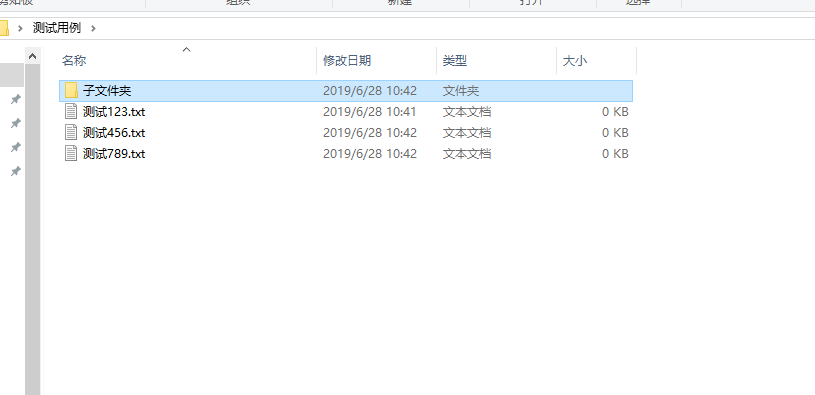 剪贴板 组织 新建 打开 选择
测试用例
名称 修改日期 类型 大小
子文件夹 2019/6/28 10:42 文件夹
测试123.txt 2019/6/28 10:41 文本文档 0 KB
测试456.txt 2019/6/28 10:42 文本文档 0 KB
测试789.txt 2019/6/28 10:42 文本文档 0 KB